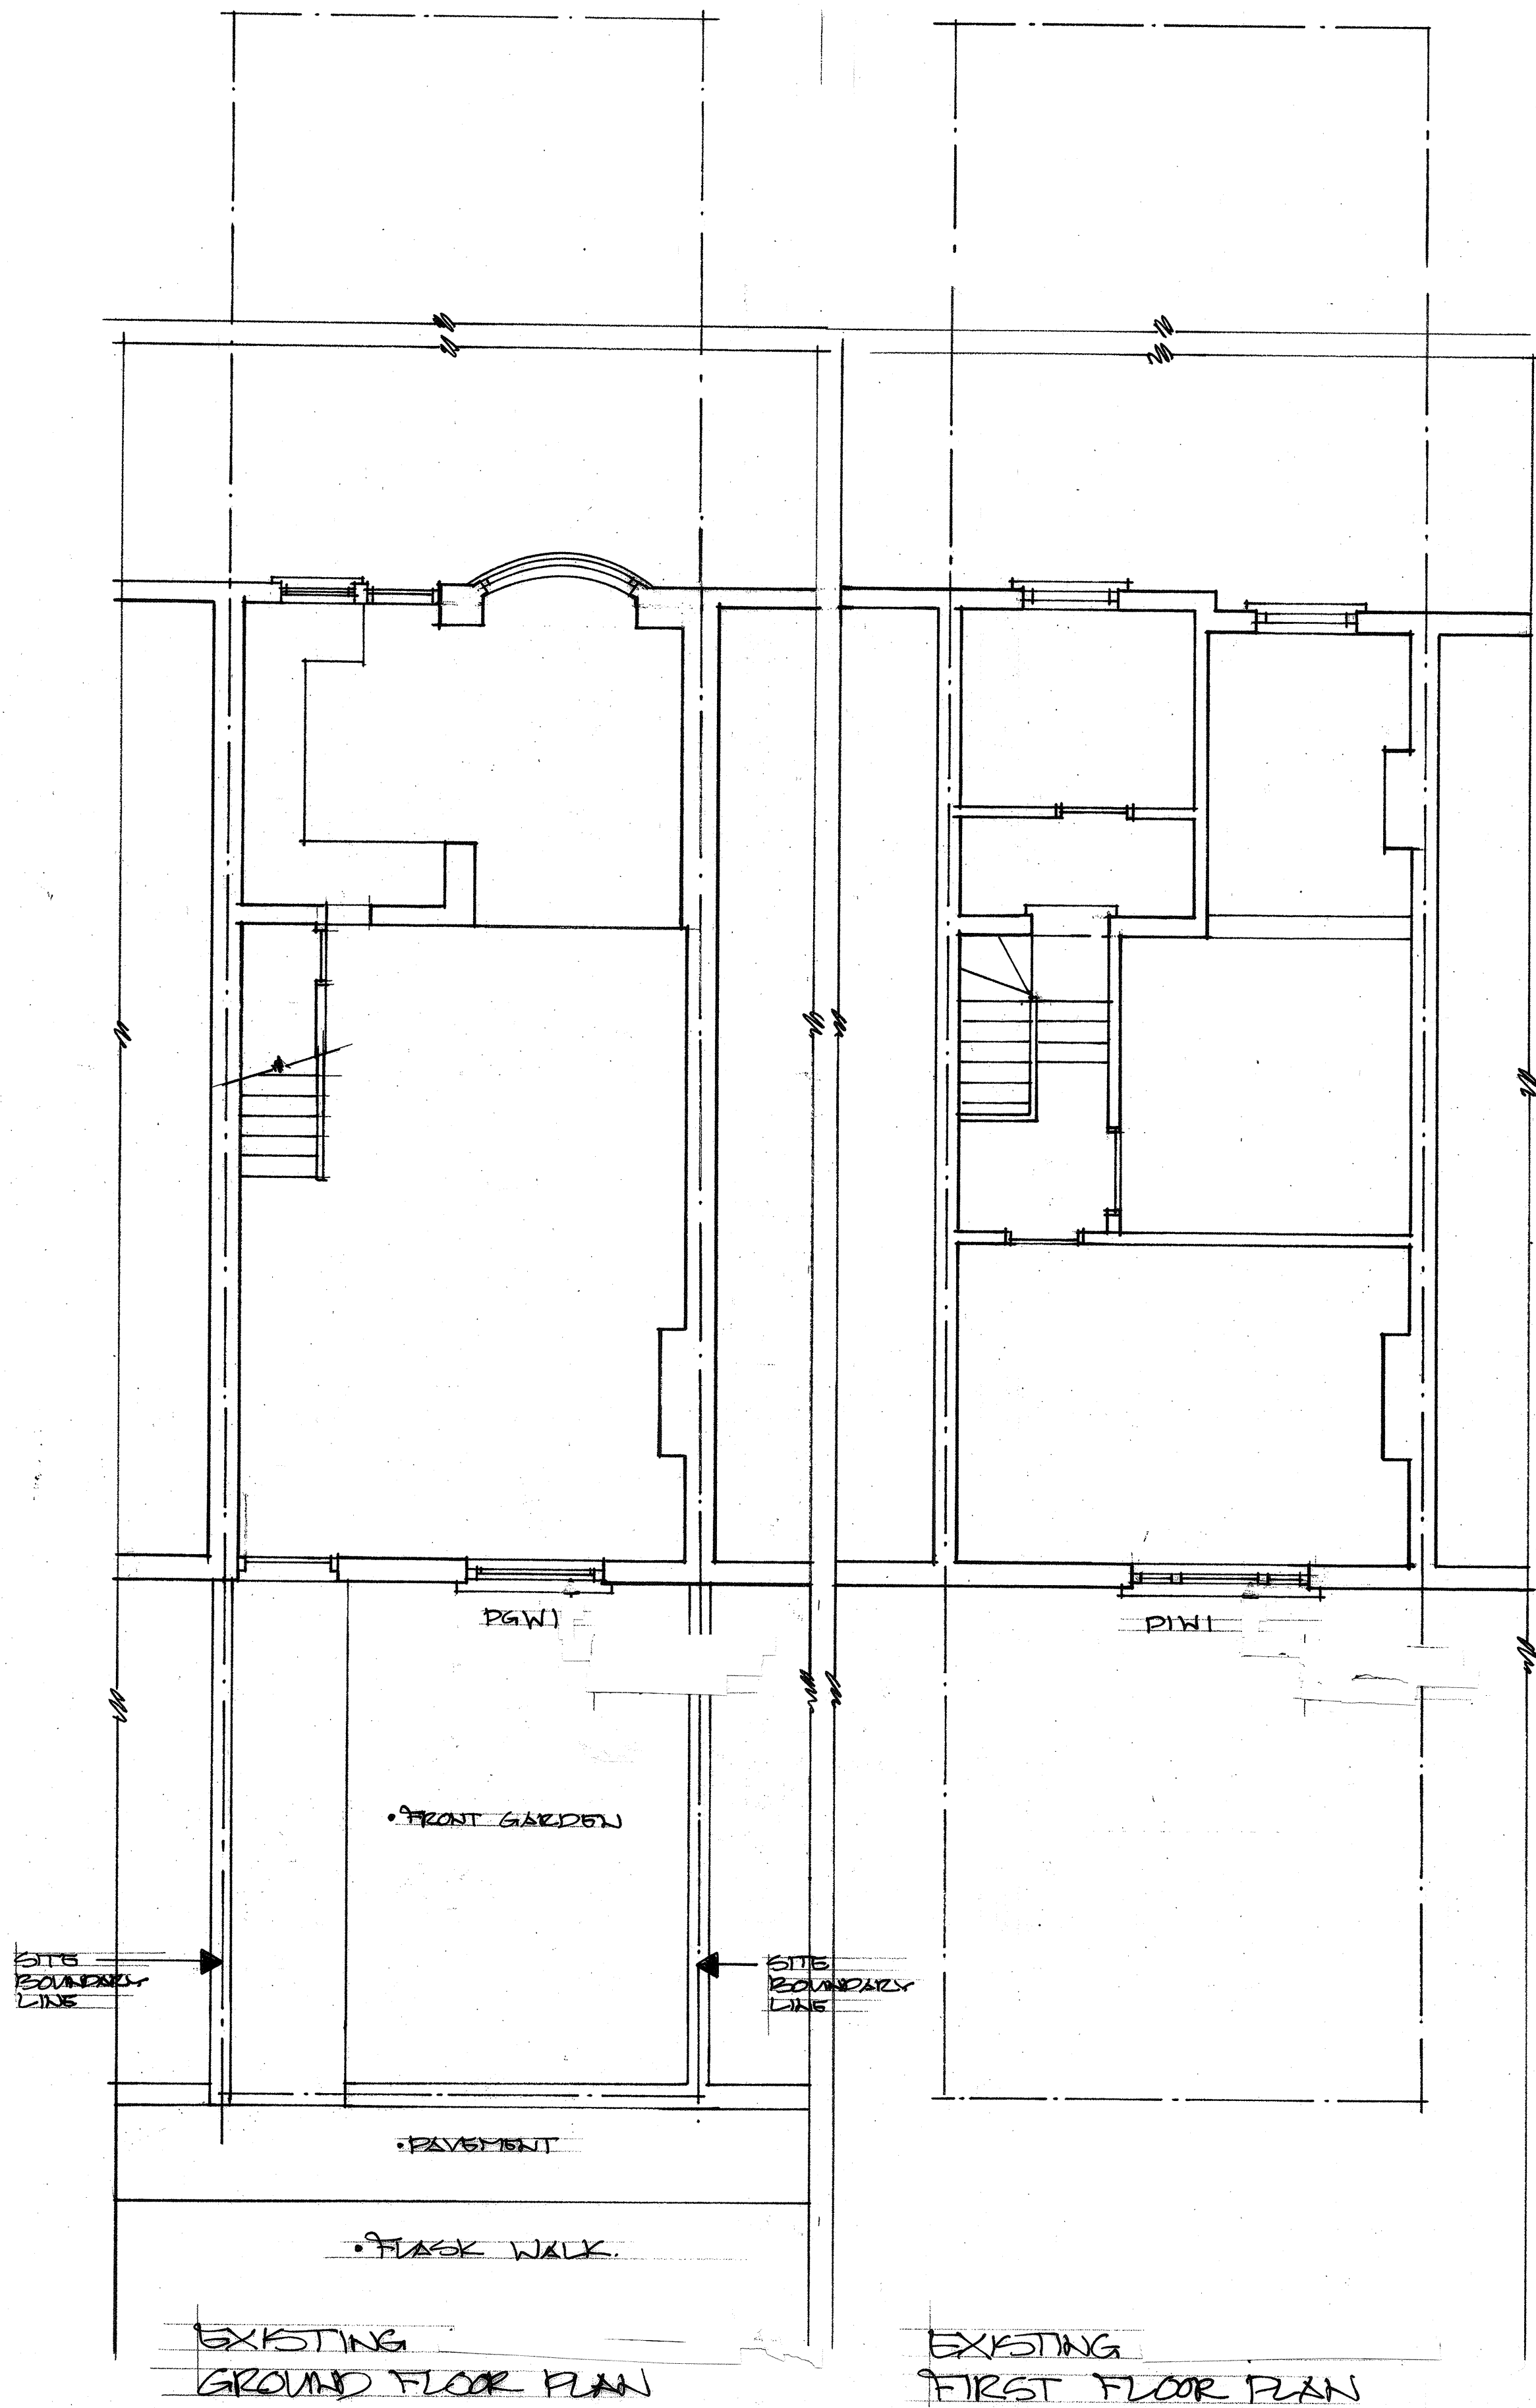 PGW1
P1W1
• FRONT GARDEN
SITE
BOUNDARY
LINE
SITE
BOUNDARY
LINE
• PAVEMENT
• FLASK WALK.
EXISTING
GROUND FLOOR PLAN
EXISTING
FIRST FLOOR PLAN